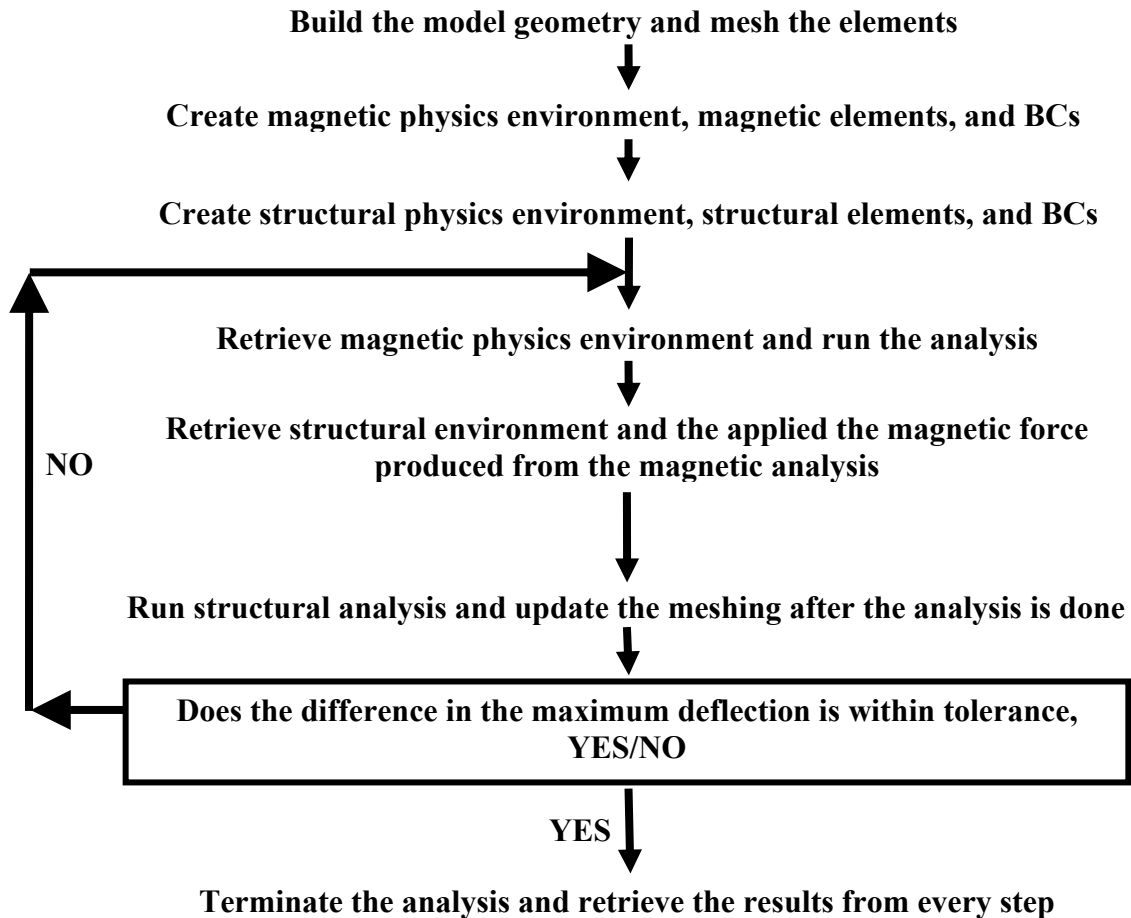 Build the model geometry and mesh the elements
Create magnetic physics environment, magnetic elements, and BCs
Create structural physics environment, structural elements, and BCs
Retrieve magnetic physics environment and run the analysis
Retrieve structural environment and the applied the magnetic force
produced from the magnetic analysis
NO
Run structural analysis and update the meshing after the analysis is done
Does the difference in the maximum deflection is within tolerance,
YES/NO
YES
Terminate the analysis and retrieve the results from every step